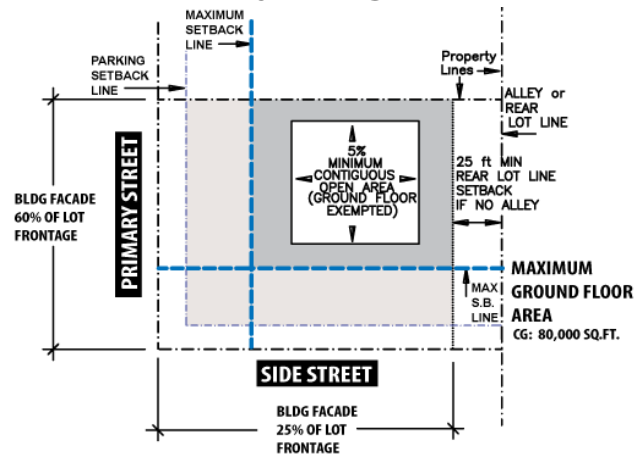 MAXIMUM
SETBACK
LINE
PARKING
SETBACK
LINE
Property
Lines
ALLEY or
REAR
LOT LINE
5%
MINIMUM
CONTIGUOUS
OPEN AREA
(GROUND FLOOR
EXEMPTED)
25 ft MIN
REAR LOT LINE
SETBACK
IF NO ALLEY
BLDG FACADE
60% OF LOT
FRONTAGE
PRIMARY STREET
MAX
S.B.
LINE
MAXIMUM
GROUND FLOOR
AREA
CG: 80,000 SQ.FT.
SIDE STREET
BLDG FACADE
25% OF LOT
FRONTAGE